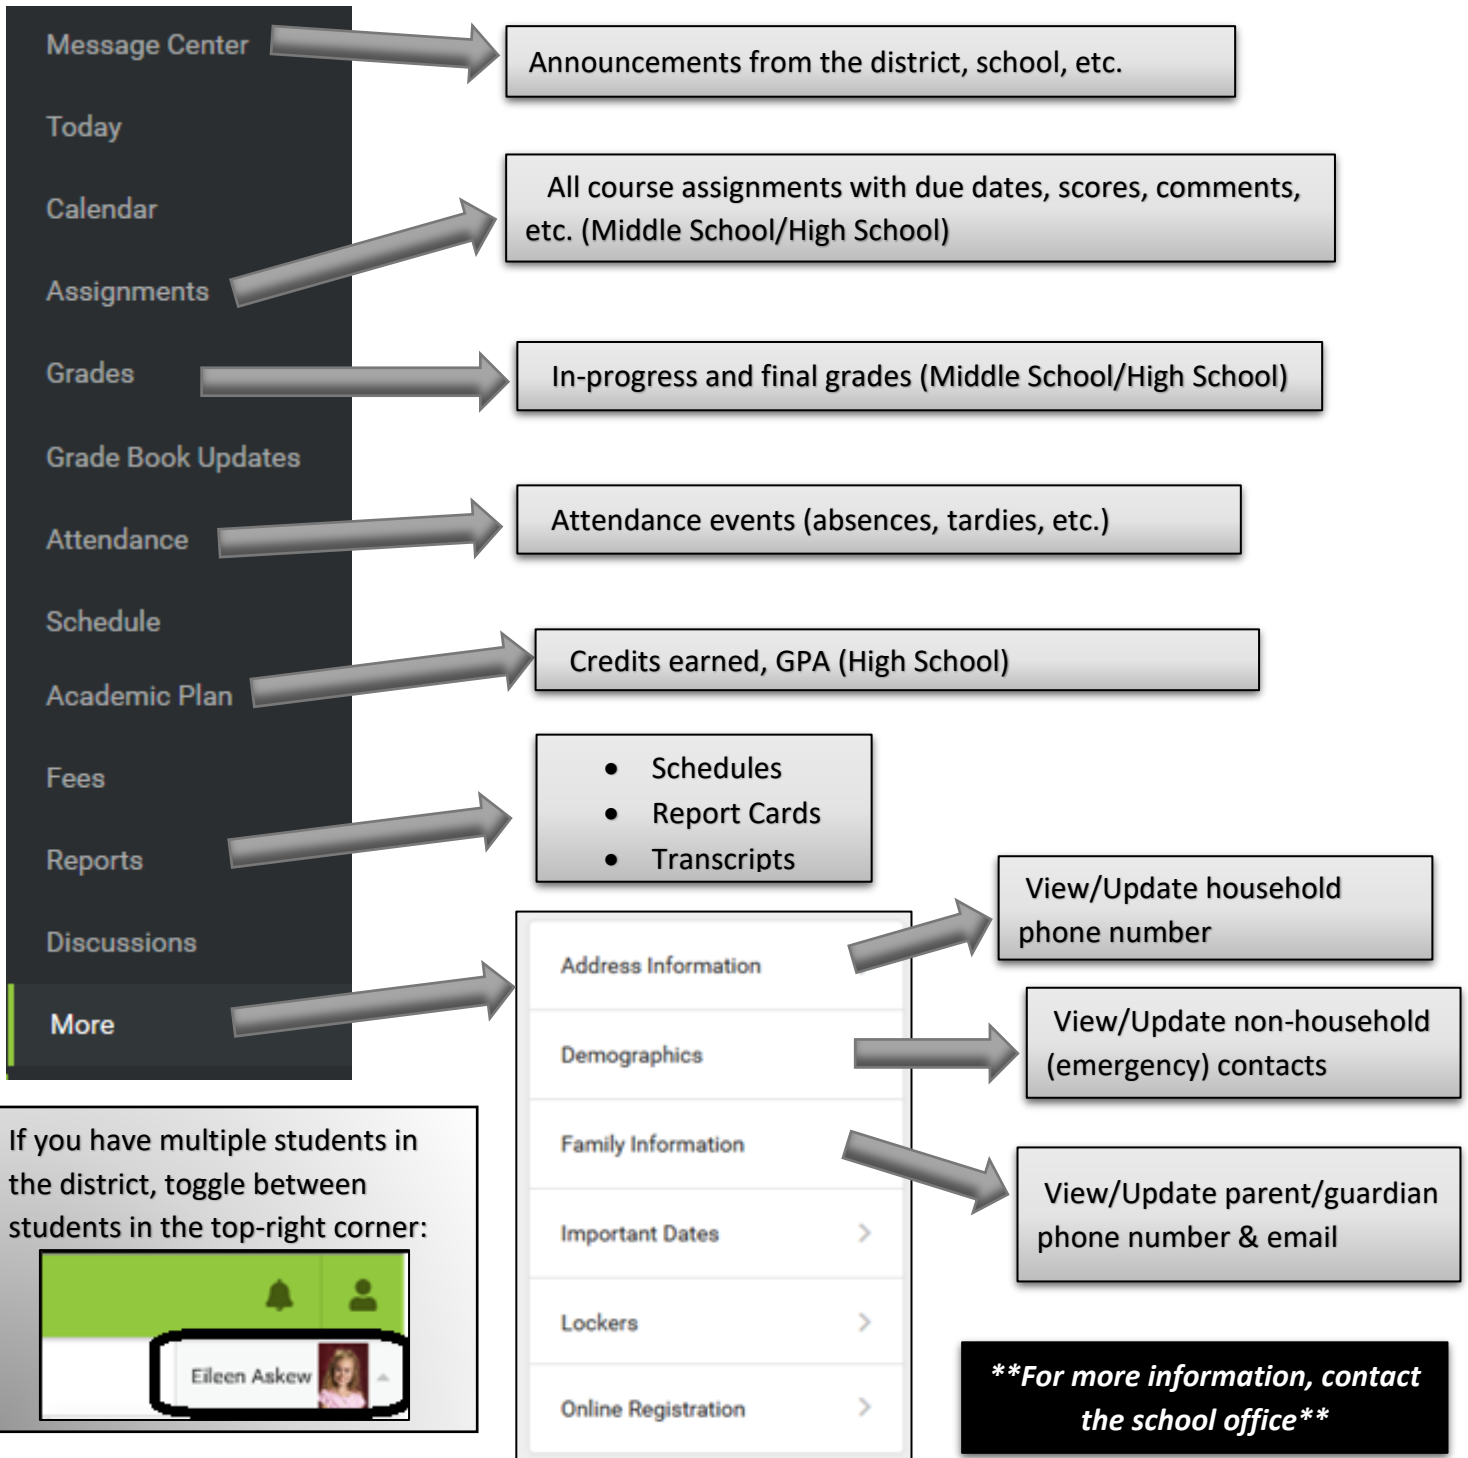 Message Center
Announcements from the district, school, etc.
Today
Calendar
All course assignments with due dates, scores, comments,
etc. (Middle School/High School)
Assignments
Grades
In-progress and final grades (Middle School/High School)
Grade Book Updates
Attendance
Attendance events (absences, tardies, etc.)
Schedule
Academic Plan
Credits earned, GPA (High School)
Fees
Reports
• Schedules
• Report Cards
• Transcripts
Discussions
More
Address Information
View/Update household
phone number
Demographics
View/Update non-household
(emergency) contacts
Family Information
View/Update parent/guardian
phone number & email
Important Dates
Lockers
Online Registration
If you have multiple students in
the district, toggle between
students in the top-right corner:
Eileen Askew
**For more information, contact
the school office**